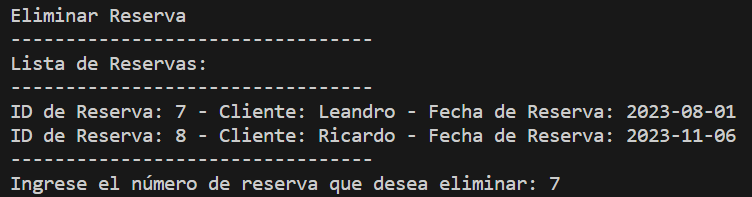 Eliminar Reserva
---------------------------------
Lista de Reservas:
---------------------------------
ID de Reserva: 7 - Cliente: Leandro - Fecha de Reserva: 2023-08-01
ID de Reserva: 8 - Cliente: Ricardo - Fecha de Reserva: 2023-11-06
---------------------------------
Ingrese el número de reserva que desea eliminar: 7